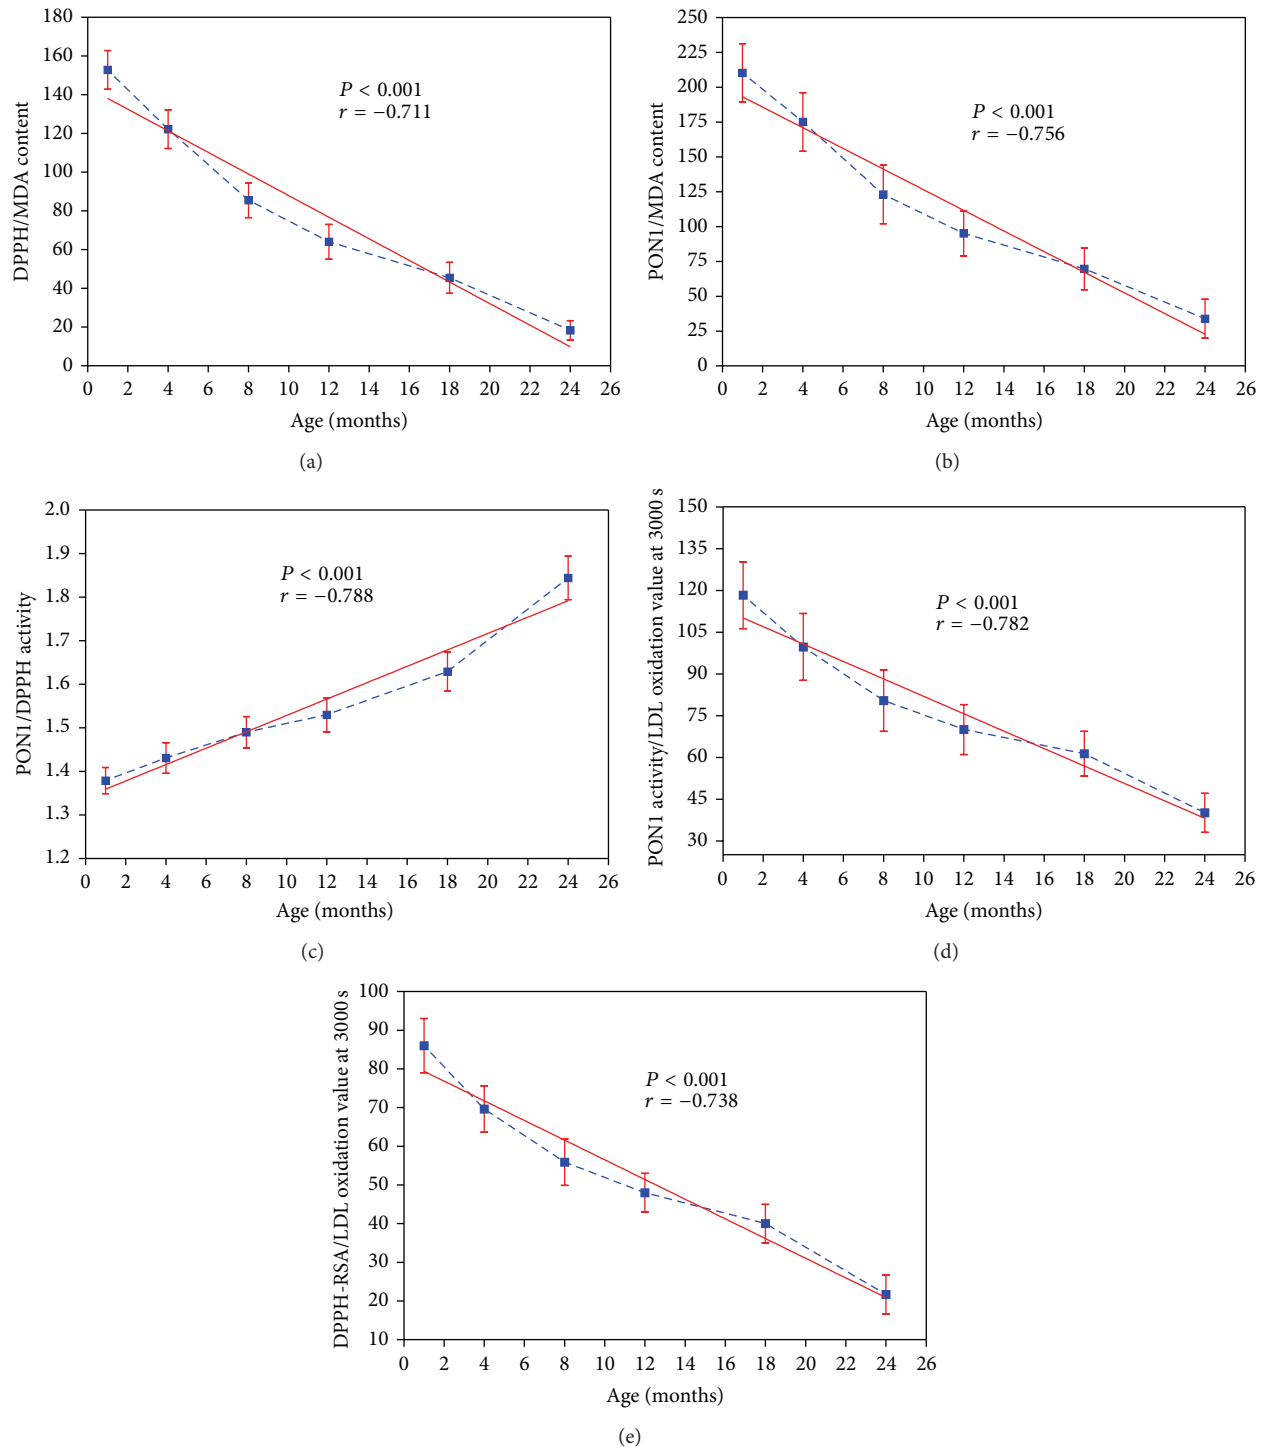 180
160
140
120
100
80
60
40
20
0
DPPH/MDA content
P < 0.001
r = −0.711
0 2 4 6 8 10 12 14 16 18 20 22 24 26
Age (months)
(a)
250
225
200
175
150
125
100
75
50
25
0
PON1/MDA content
P < 0.001
r = −0.756
0 2 4 6 8 10 12 14 16 18 20 22 24 26
Age (months)
(b)
2.0
1.9
1.8
1.7
1.6
1.5
1.4
1.3
1.2
PON1/DPPH activity
P < 0.001
r = −0.788
0 2 4 6 8 10 12 14 16 18 20 22 24 26
Age (months)
(c)
150
135
120
105
90
75
60
45
30
PON1 activity/LDL oxidation value at 3000 s
P < 0.001
r = −0.782
0 2 4 6 8 10 12 14 16 18 20 22 24 26
Age (months)
(d)
100
90
80
70
60
50
40
30
20
10
DPPH-RSA/LDL oxidation value at 3000 s
P < 0.001
r = −0.738
0 2 4 6 8 10 12 14 16 18 20 22 24 26
Age (months)
(e)